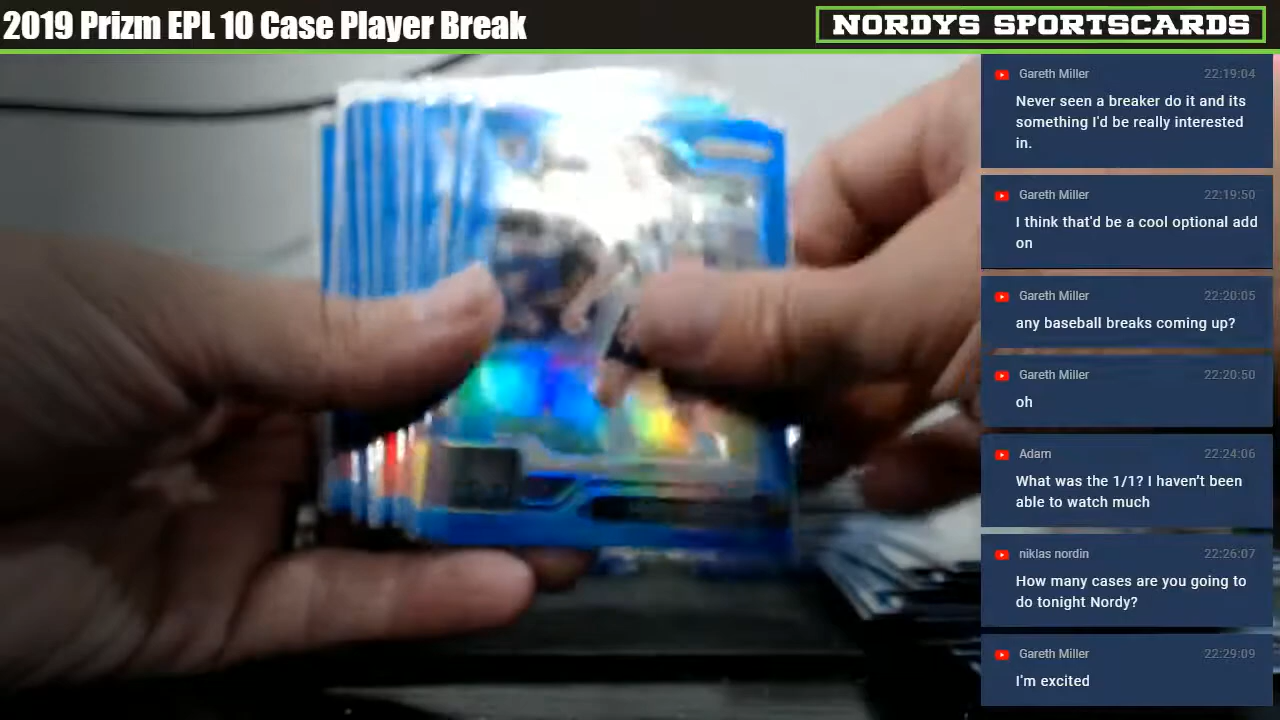 2019 Prizm EPL 10 Case Player Break
NORDYS SPORTSCARDS
Gareth Miller 22:19:04
Never seen a breaker do it and its
something I'd be really interested
in.
Gareth Miller 22:19:50
I think that'd be a cool optional add
on
Gareth Miller 22:20:05
any baseball breaks coming up?
Gareth Miller 22:20:50
oh
Adam 22:24:06
What was the 1/1? I haven't been
able to watch much
niklas nordin 22:26:07
How many cases are you going to
do tonight Nordy?
Gareth Miller 22:29:09
I'm excited